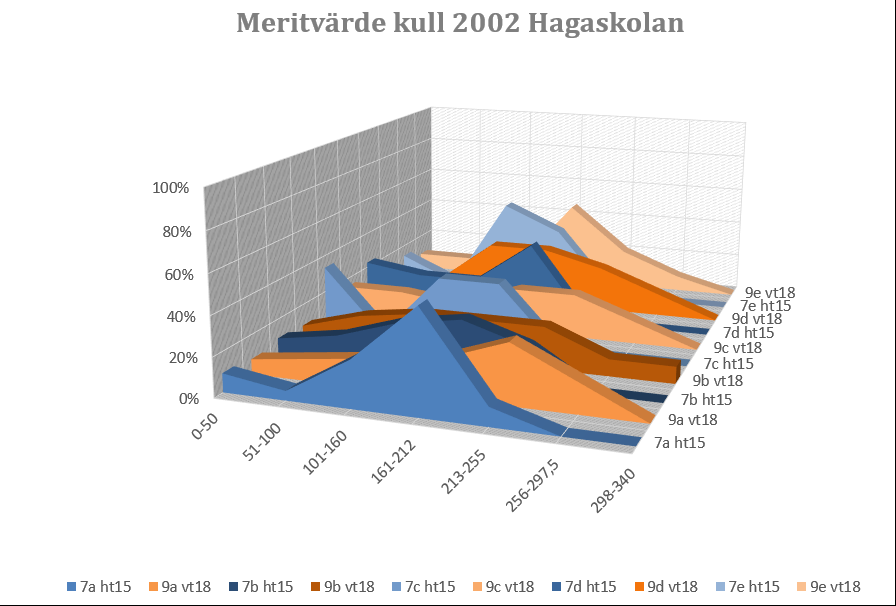 Meritvärde kull 2002 Hagaskolan
100%
80%
60%
40%
20%
0%
0-50
51-100
101-160
161-212
213-255
256-297,5
298-340
9e vt18
7e ht15
9d vt18
7d ht15
9c vt18
7c ht15
9b vt18
7b ht15
9a vt18
7a ht15
7a ht15 9a vt18 7b ht15 9b vt18 7c ht15 9c vt18 7d ht15 9d vt18 7e ht15 9e vt18